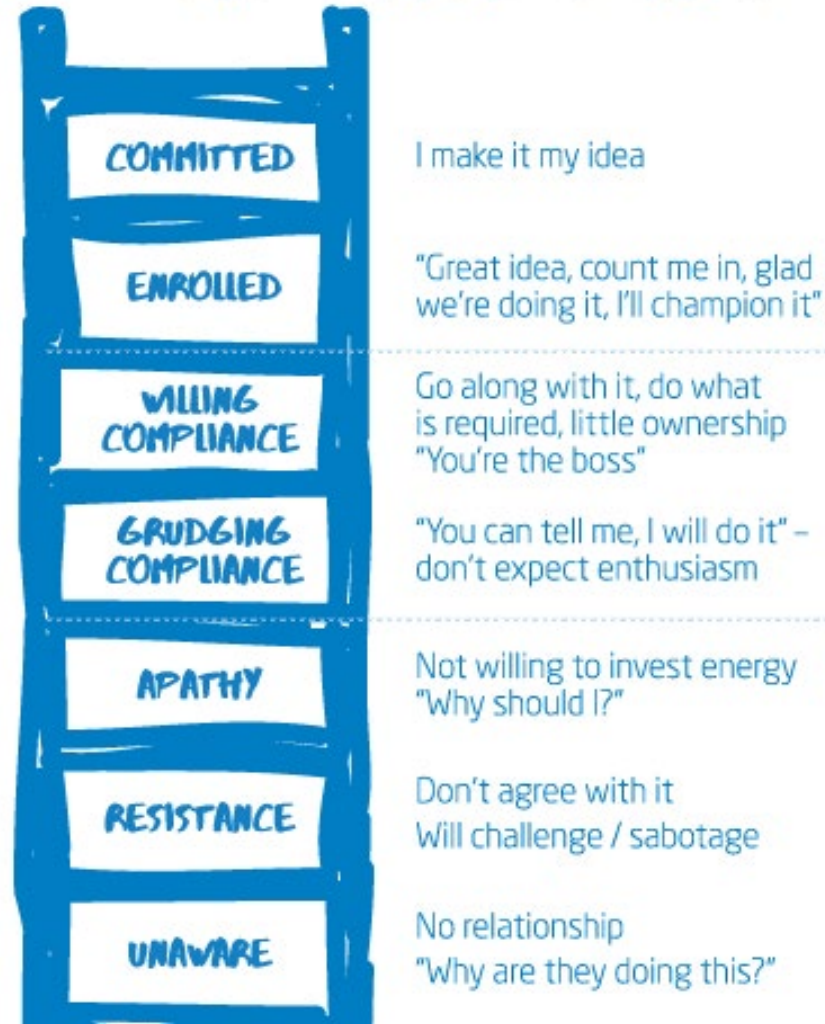 COMMITTED
I make it my idea
ENROLLED
"Great idea, count me in, glad
we're doing it, I'll champion it"
WILLING
COMPLIANCE
Go along with it, do what
is required, little ownership
"You're the boss"
GRUDGING
COMPLIANCE
"You can tell me, I will do it" –
don't expect enthusiasm
APATHY
Not willing to invest energy
"Why should I?"
RESISTANCE
Don't agree with it
Will challenge / sabotage
UNAWARE
No relationship
"Why are they doing this?"